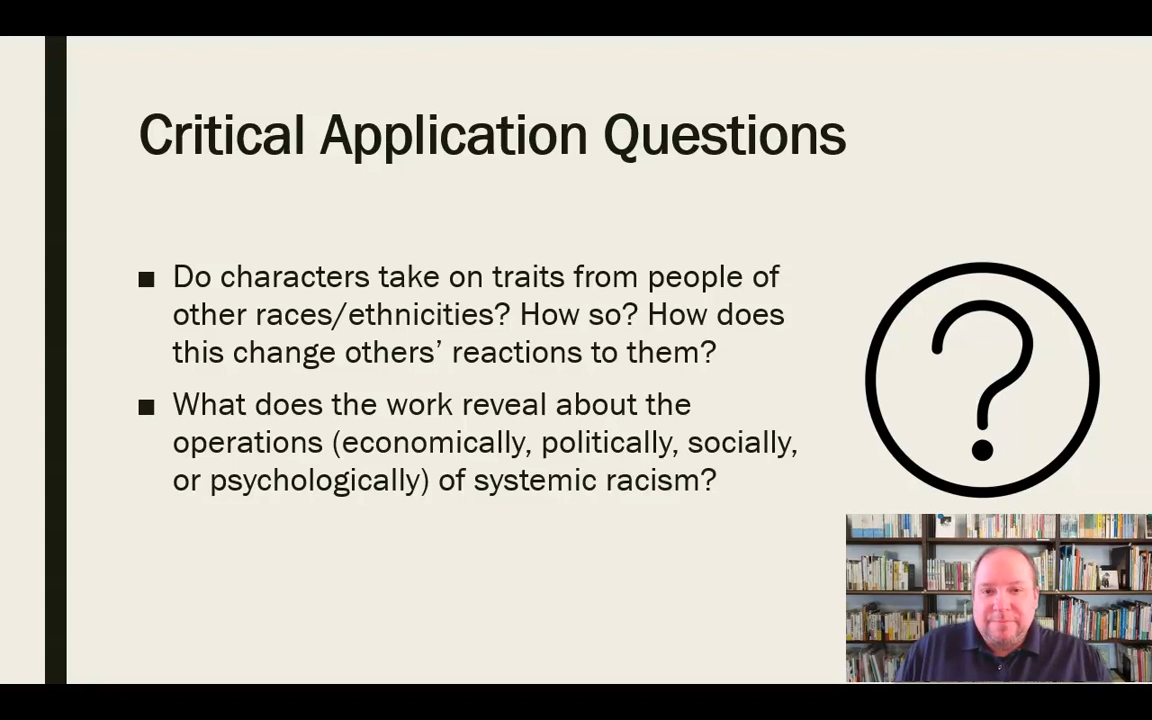 Critical Application Questions
■ Do characters take on traits from people of
other races/ethnicities? How so? How does
this change others’ reactions to them?
■ What does the work reveal about the
operations (economically, politically, socially,
or psychologically) of systemic racism?
?